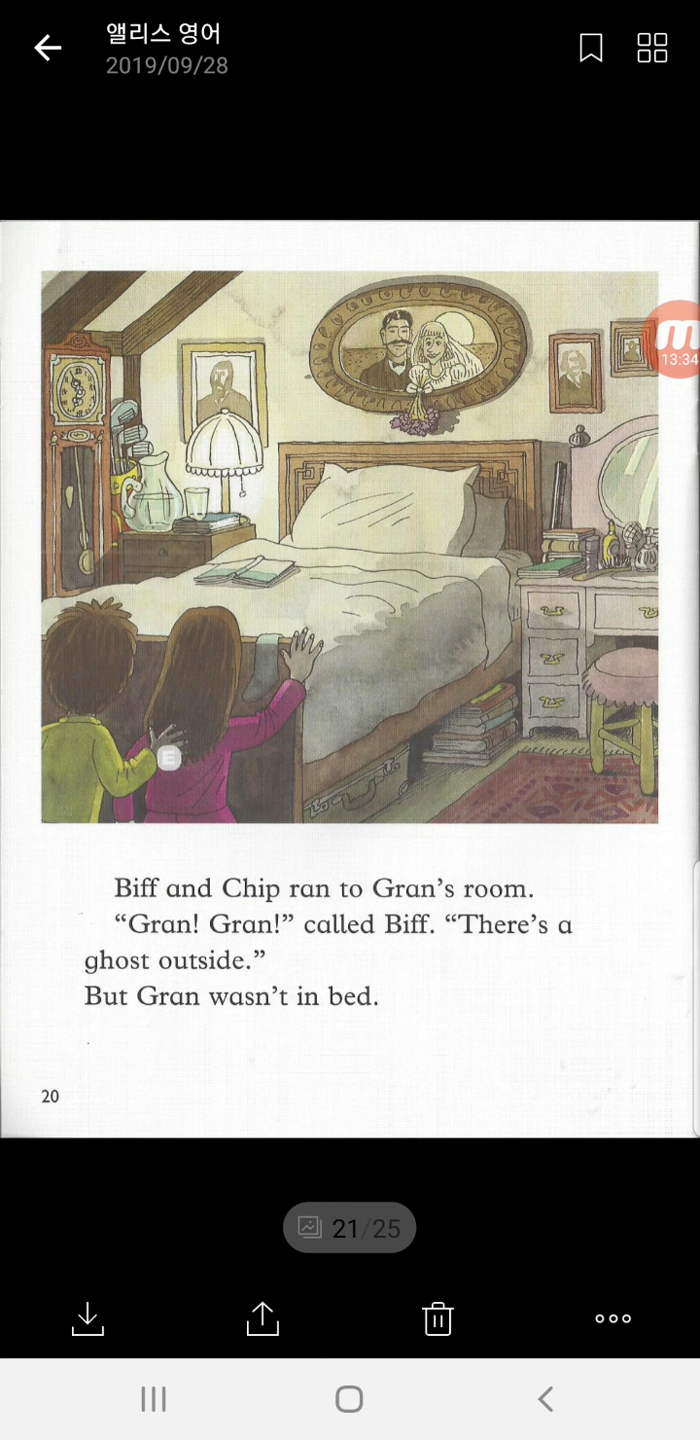 앨리스 영어
2019/09/28
13:34
E
Biff and Chip ran to Gran's room.
“Gran! Gran!” called Biff. “There's a
ghost outside.”
But Gran wasn't in bed.
20
21/25